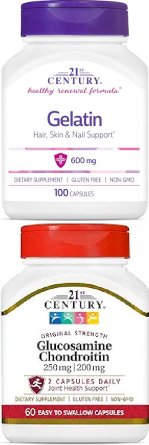 21st
CENTURY®
healthy renewal formula™
Gelatin
Hair, Skin & Nail Support*
600 mg
DIETARY SUPPLEMENT | GLUTEN FREE | NON-GMO
100 CAPSULES
21st
CENTURY®
ORIGINAL STRENGTH
Glucosamine
Chondroitin
250 mg | 200 mg
2 CAPSULES DAILY
Joint Health Support*
DIETARY SUPPLEMENT | GLUTEN FREE | NON-GMO
60 EASY TO SWALLOW CAPSULES